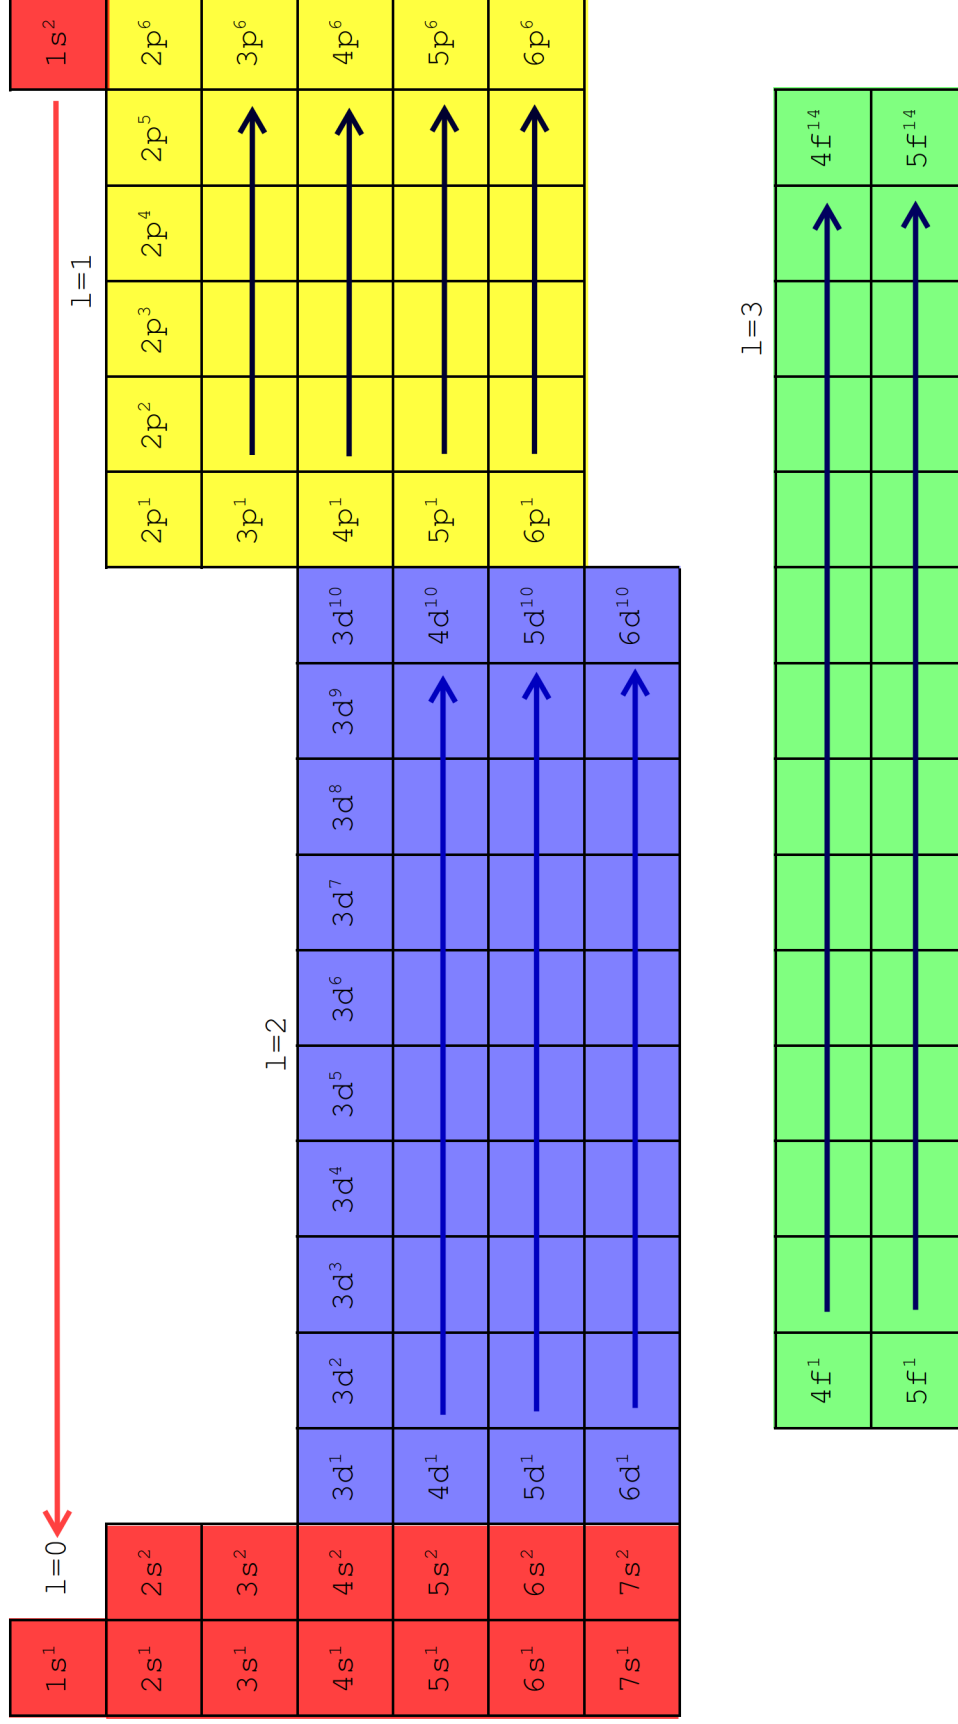 1s¹ l=0 1s²
l=1
2s¹ 2s² 2p¹ 2p² 2p³ 2p⁴ 2p⁵ 2p⁶
3s¹ 3s² 3p¹ 3p⁶
l=2
4s¹ 4s² 3d¹ 3d² 3d³ 3d⁴ 3d⁵ 3d⁶ 3d⁷ 3d⁸ 3d⁹ 3d¹⁰ 4p¹ 4p⁶
5s¹ 5s² 4d¹ 4d¹⁰ 5p¹ 5p⁶
6s¹ 6s² 5d¹ 5d¹⁰ 6p¹ 6p⁶
7s¹ 7s² 6d¹ 6d¹⁰
l=3
4f¹ 4f¹⁴
5f¹ 5f¹⁴